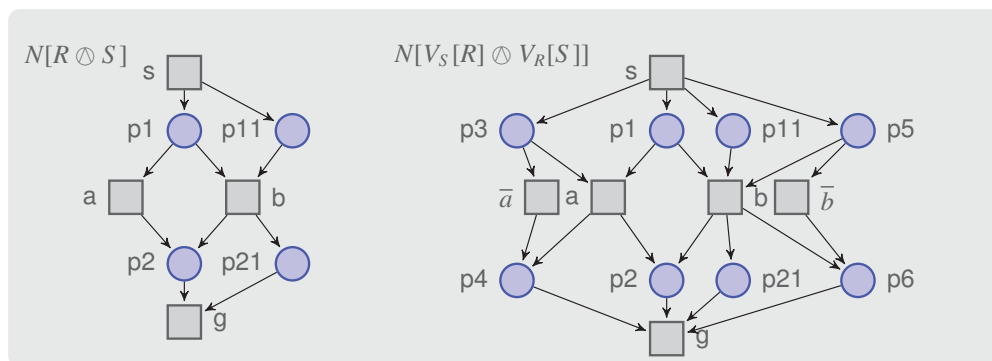 N[R ⩟ S]
s
p1 p11
a b
p2 p21
g
N[V_S[R] ⩟ V_R[S]]
s
p3 p1 p11 p5
a̅ a b b̅
p4 p2 p21 p6
g